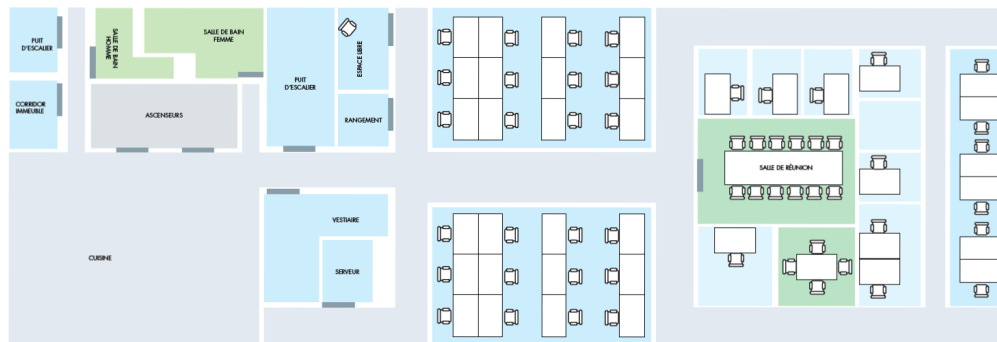 PUIT
D'ESCALIER
SALLE DE BAIN
HOMME
SALLE DE BAIN
FEMME
PUIT
D'ESCALIER
ESPACE LIBRE
CORRIDOR
IMMEUBLE
ASCENSEURS
RANGEMENT
SALLE DE RÉUNION
VESTIAIRE
CUISINE
SERVEUR